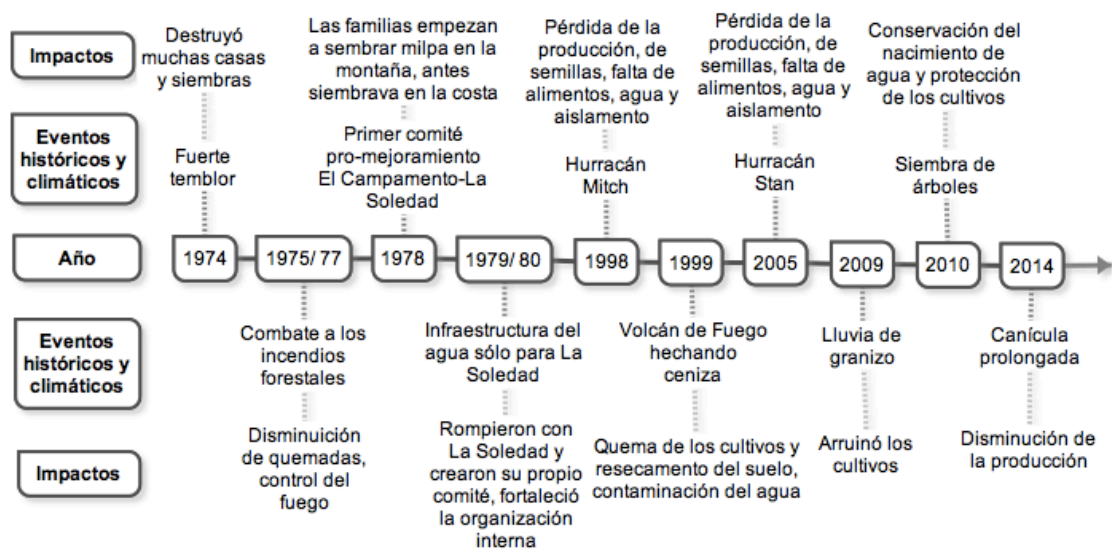 Impactos
Destruyó
muchas casas
y siembras
Las familias empezan
a sembrar milpa en la
montaña, antes
siembrava en la costa
Pérdida de la
producción, de
semillas, falta de
alimentos, agua y
aislamento
Pérdida de la
producción, de
semillas, falta de
alimentos, agua y
aislamento
Conservación del
nacimiento de
agua y protección
de los cultivos
Eventos
históricos y
climáticos
Fuerte
temblor
Primer comité
pro-mejoramiento
El Campamento-La
Soledad
Hurracán
Mitch
Hurracán
Stan
Siembra de
árboles
Año
1974
1975/ 77
1978
1979/ 80
1998
1999
2005
2009
2010
2014
Eventos
históricos y
climáticos
Combate a los
incendios
forestales
Infraestructura del
agua sólo para La
Soledad
Volcán de Fuego
hechando
ceniza
Lluvia de
granizo
Canícula
prolongada
Impactos
Disminuición
de quemadas,
control del
fuego
Rompieron con
La Soledad y
crearon su propio
comité, fortaleció
la organización
interna
Quema de los cultivos y
resecamento del suelo,
contaminación del agua
Arruinó los
cultivos
Disminución de
la producción